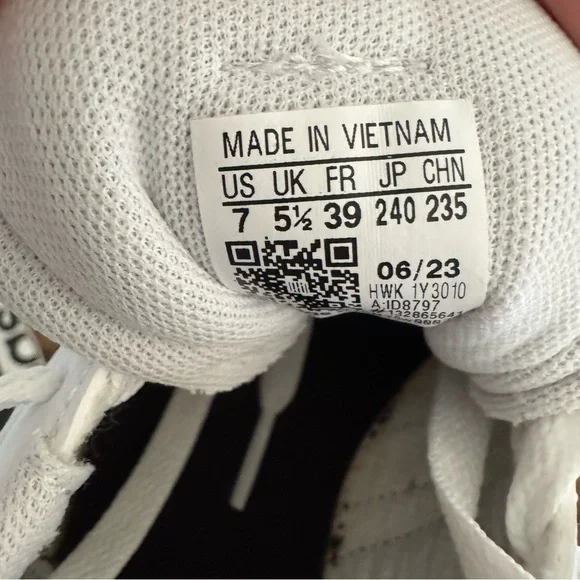 MADE IN VIETNAM
US UK FR JP CHN
7 5½ 39 240 235
06/23
HWK 1Y3010
A:ID8797